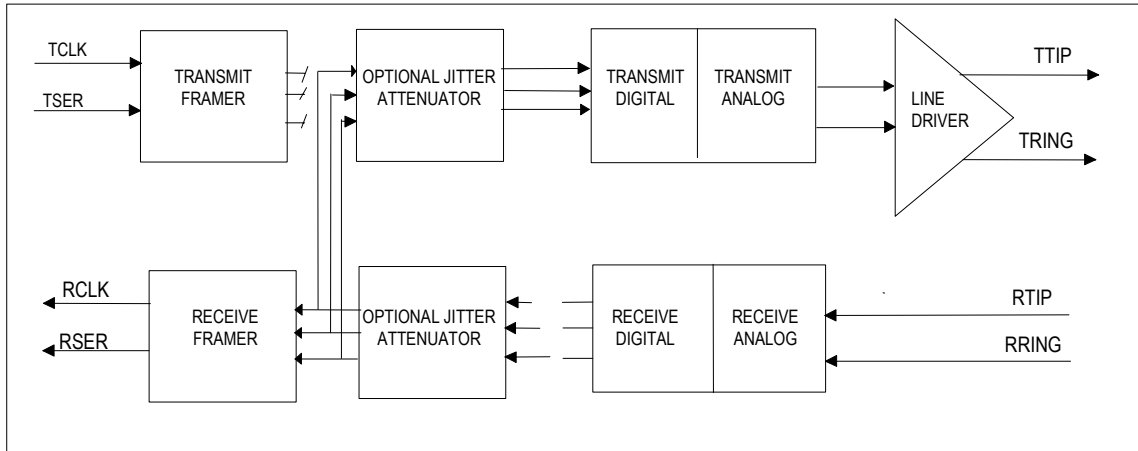 TCLK
TSER
TRANSMIT
FRAMER
OPTIONAL JITTER
ATTENUATOR
TRANSMIT
DIGITAL
TRANSMIT
ANALOG
LINE
DRIVER
TTIP
TRING
RCLK
RSER
RECEIVE
FRAMER
OPTIONAL JITTER
ATTENUATOR
RECEIVE
DIGITAL
RECEIVE
ANALOG
RTIP
RRING